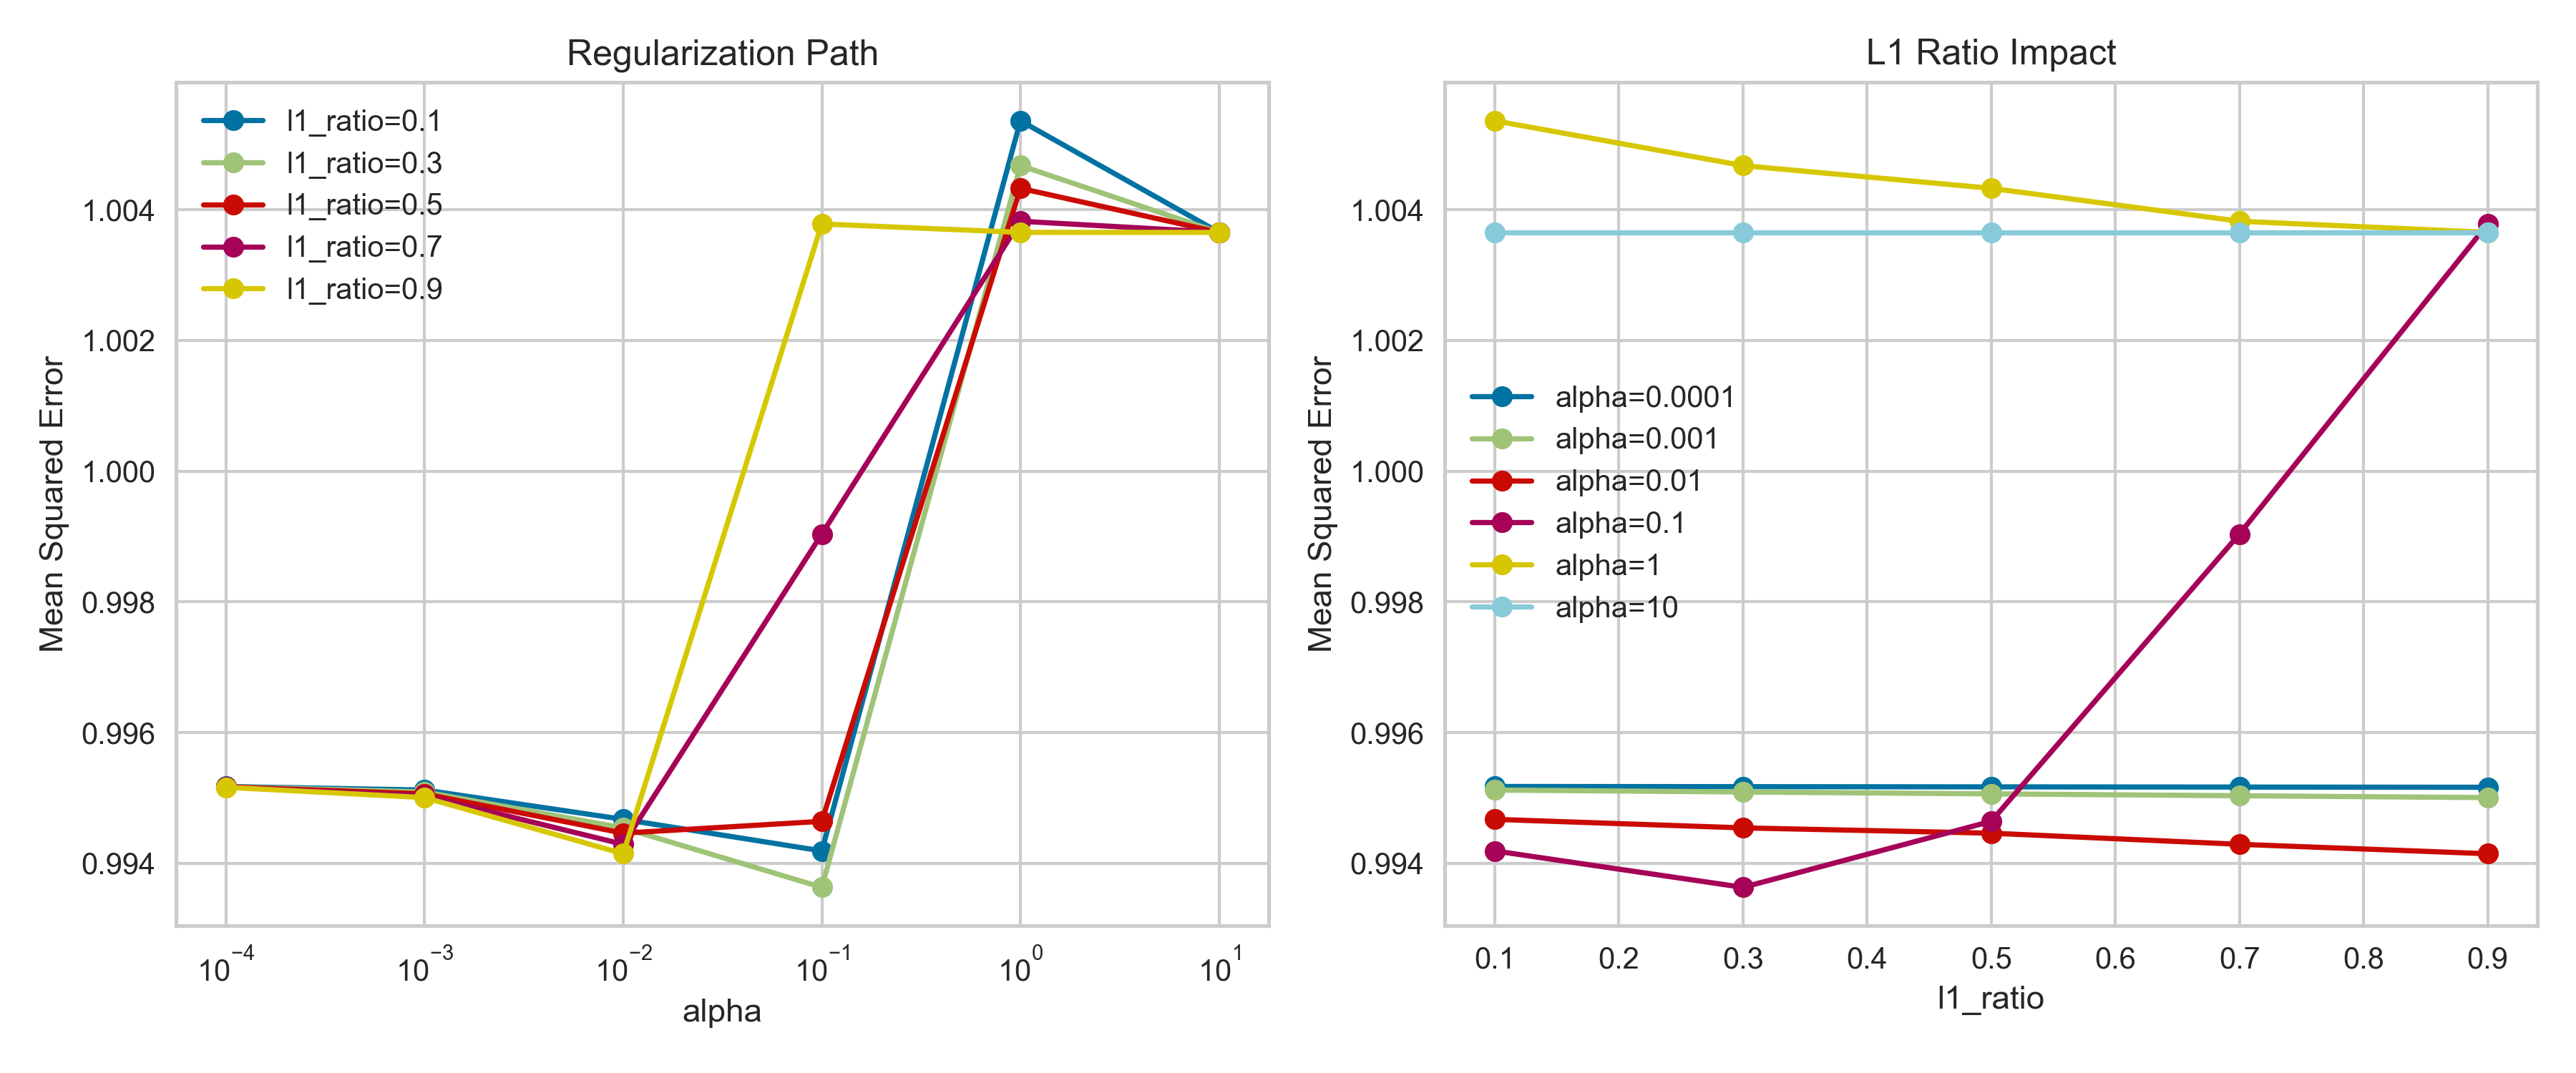 Regularization Path
l1_ratio=0.1
l1_ratio=0.3
l1_ratio=0.5
l1_ratio=0.7
l1_ratio=0.9
Mean Squared Error
1.004
1.002
1.000
0.998
0.996
0.994
10⁻⁴ 10⁻³ 10⁻² 10⁻¹ 10⁰ 10¹
alpha
L1 Ratio Impact
alpha=0.0001
alpha=0.001
alpha=0.01
alpha=0.1
alpha=1
alpha=10
Mean Squared Error
1.004
1.002
1.000
0.998
0.996
0.994
0.1 0.2 0.3 0.4 0.5 0.6 0.7 0.8 0.9
l1_ratio